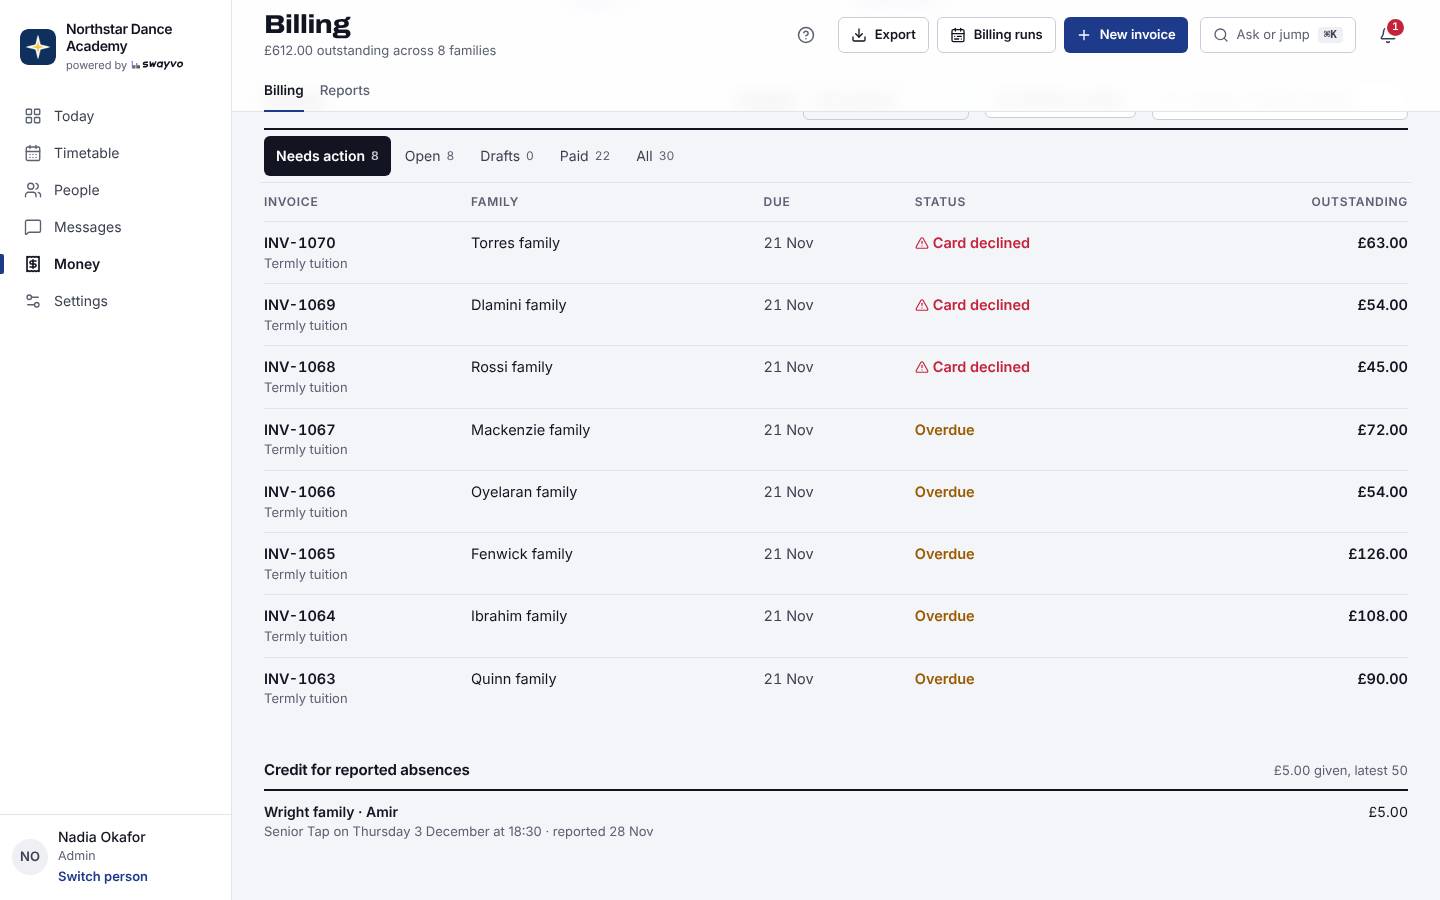 Northstar Dance
Academy
powered by swayvo
Today
Timetable
People
Messages
Money
Settings
NO
Nadia Okafor
Admin
Switch person
Billing
£612.00 outstanding across 8 families
Export
Billing runs
New invoice
Ask or jump ⌘K
1
Billing Reports
Needs action 8 Open 8 Drafts 0 Paid 22 All 30
INVOICE FAMILY DUE STATUS OUTSTANDING
INV-1070 Torres family 21 Nov Card declined £63.00
Termly tuition
INV-1069 Dlamini family 21 Nov Card declined £54.00
Termly tuition
INV-1068 Rossi family 21 Nov Card declined £45.00
Termly tuition
INV-1067 Mackenzie family 21 Nov Overdue £72.00
Termly tuition
INV-1066 Oyelaran family 21 Nov Overdue £54.00
Termly tuition
INV-1065 Fenwick family 21 Nov Overdue £126.00
Termly tuition
INV-1064 Ibrahim family 21 Nov Overdue £108.00
Termly tuition
INV-1063 Quinn family 21 Nov Overdue £90.00
Termly tuition
Credit for reported absences £5.00 given, latest 50
Wright family · Amir £5.00
Senior Tap on Thursday 3 December at 18:30 · reported 28 Nov